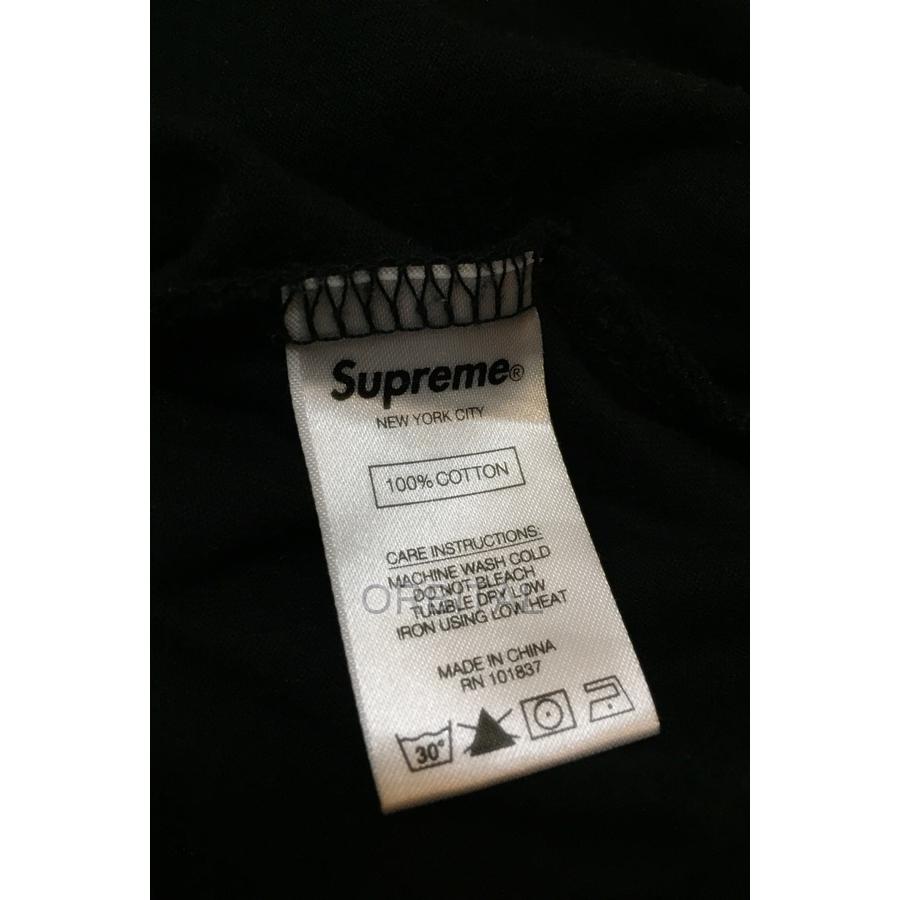 Supreme®
NEW YORK CITY
100% COTTON
CARE INSTRUCTIONS:
MACHINE WASH COLD
DO NOT BLEACH
TUMBLE DRY LOW
IRON USING LOW HEAT
MADE IN CHINA
RN 101837
30°